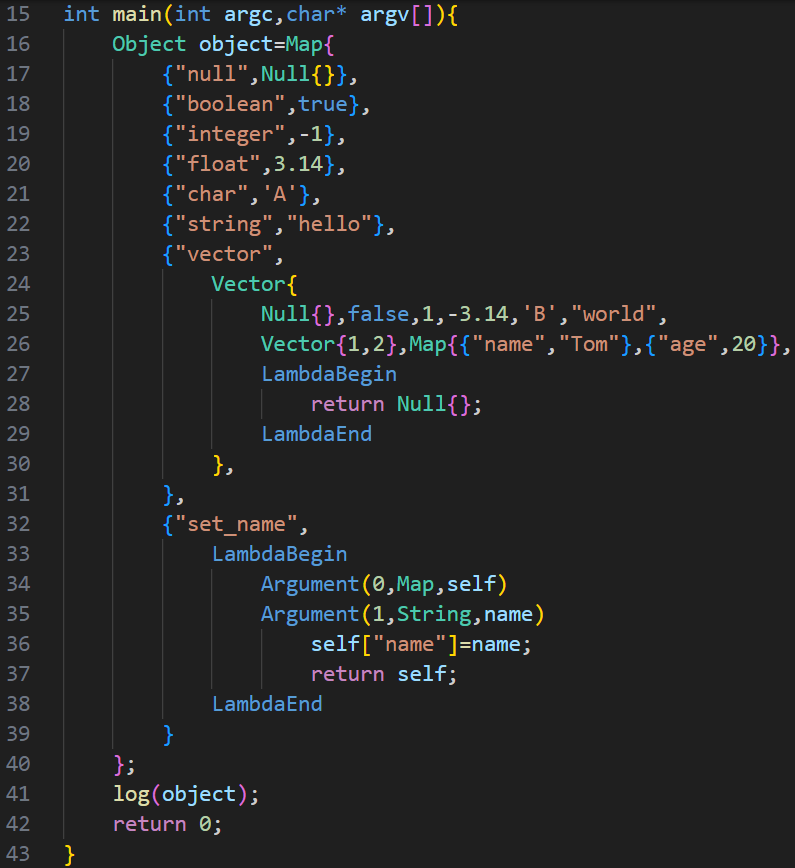 15 int main(int argc,char* argv[]){
16     Object object=Map{
17         {"null",Null{}},
18         {"boolean",true},
19         {"integer",-1},
20         {"float",3.14},
21         {"char",'A'},
22         {"string","hello"},
23         {"vector",
24             Vector{
25                 Null{},false,1,-3.14,'B',"world",
26                 Vector{1,2},Map{{"name","Tom"},{"age",20}},
27                 LambdaBegin
28                     return Null{};
29                 LambdaEnd
30             },
31         },
32         {"set_name",
33             LambdaBegin
34                 Argument(0,Map,self)
35                 Argument(1,String,name)
36                     self["name"]=name;
37                     return self;
38             LambdaEnd
39         }
40     };
41     log(object);
42     return 0;
43 }